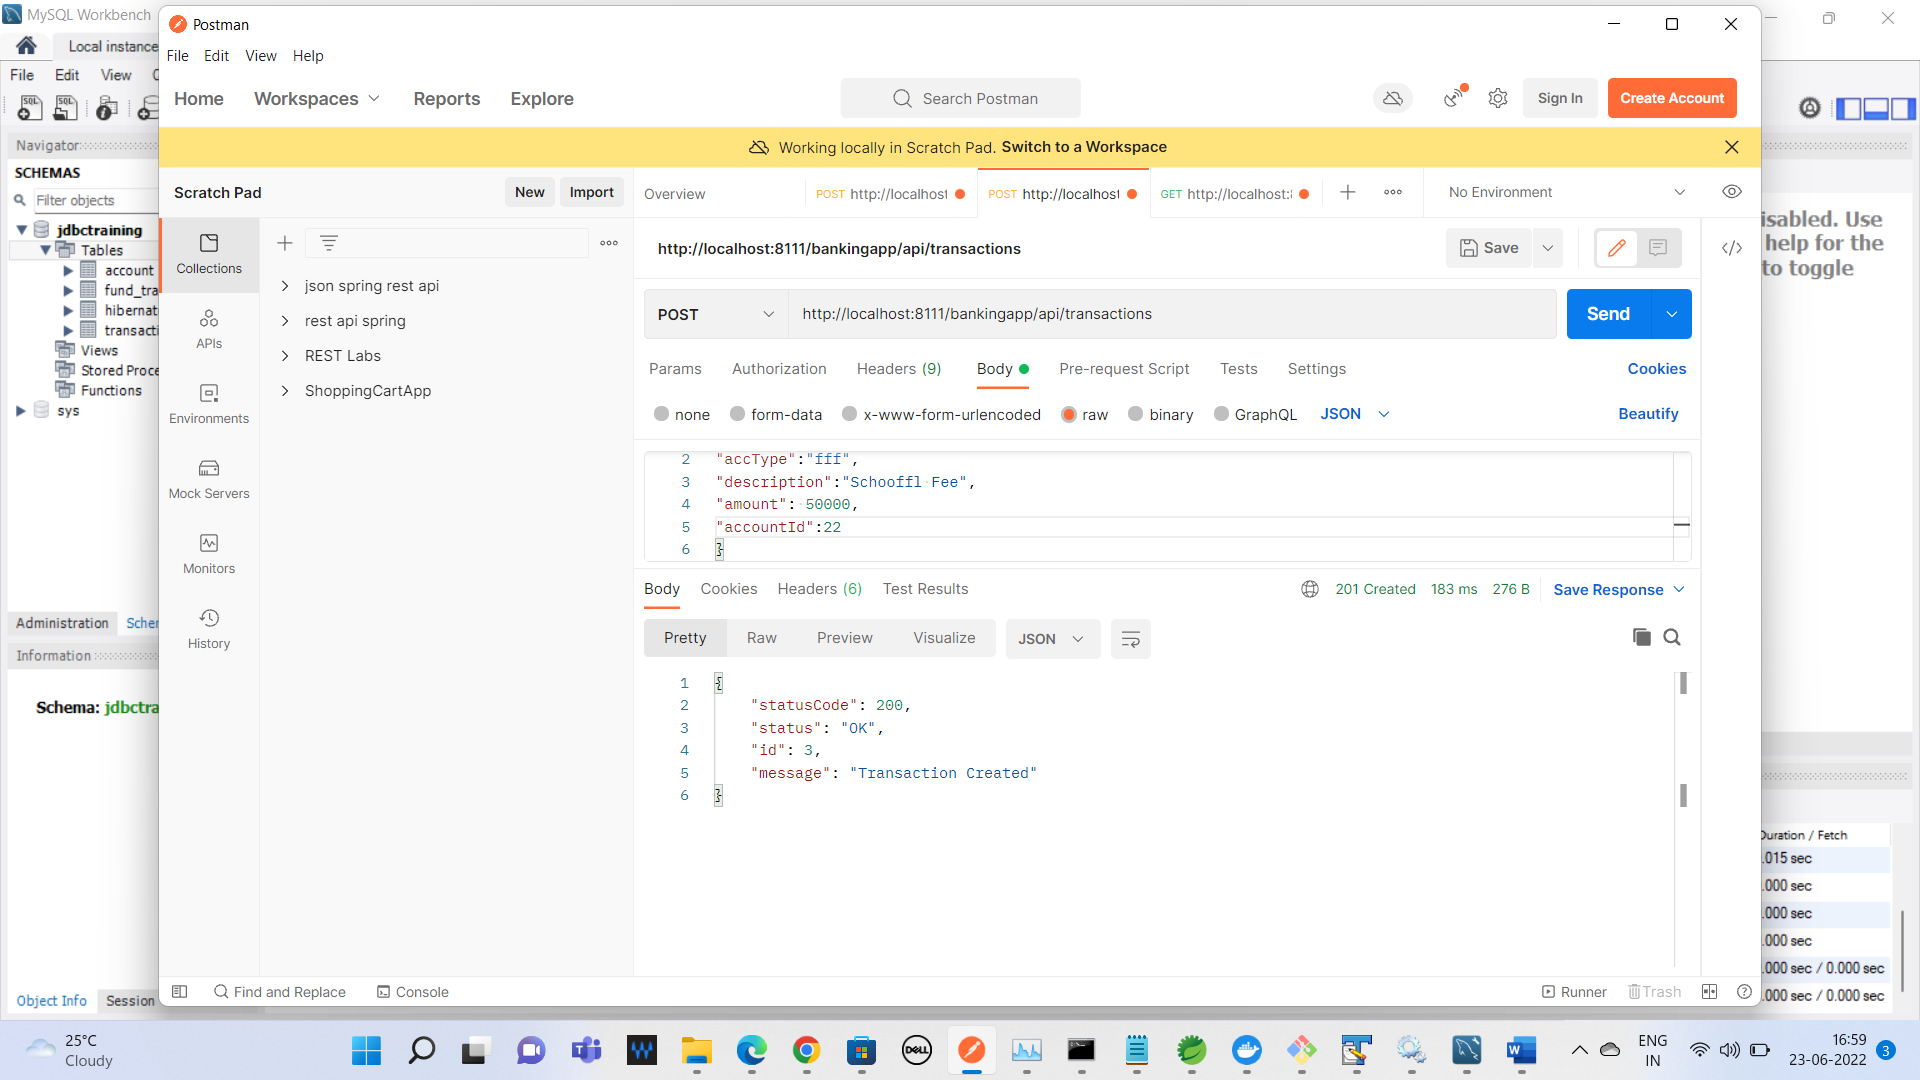 MySQL Workbench
Local instance
File Edit View
Navigator
SCHEMAS
Filter objects
jdbctraining
Tables
account
fund_tra
hibernat
transacti
Views
Stored Proce
Functions
sys
Administration Schen
Information
Schema: jdbctra
Object Info Session
Postman
File Edit View Help
Home Workspaces Reports Explore
Search Postman
Sign In
Create Account
Working locally in Scratch Pad. Switch to a Workspace
Scratch Pad
New
Import
Overview
POST http://localhost
POST http://localhost
GET http://localhost:
No Environment
Collections
APIs
Environments
Mock Servers
Monitors
History
json spring rest api
rest api spring
REST Labs
ShoppingCartApp
http://localhost:8111/bankingapp/api/transactions
Save
POST
http://localhost:8111/bankingapp/api/transactions
Send
Params Authorization Headers (9) Body Pre-request Script Tests Settings
Cookies
none form-data x-www-form-urlencoded raw binary GraphQL JSON
Beautify
2 "accType":"fff",
3 "description":"Schooffl Fee",
4 "amount": 50000,
5 "accountId":22
6 }
Body Cookies Headers (6) Test Results
201 Created 183 ms 276 B
Save Response
Pretty Raw Preview Visualize JSON
1 {
2 "statusCode": 200,
3 "status": "OK",
4 "id": 3,
5 "message": "Transaction Created"
6 }
Find and Replace
Console
Runner
Trash
isabled. Use
help for the
to toggle
Duration / Fetch
.015 sec
.000 sec
.000 sec
.000 sec
.000 sec / 0.000 sec
.000 sec / 0.000 sec
25°C
Cloudy
DELL
ENG
IN
16:59
23-06-2022
3